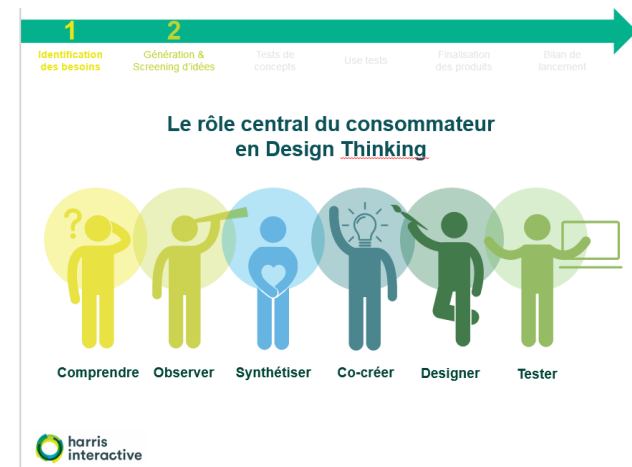 1
2
Identification
des besoins
Génération &
Screening d'idées
Tests de
concepts
Use tests
Finalisation
des produits
Bilan de
lancement
Le rôle central du consommateur
en Design Thinking
?
Comprendre
Observer
Synthétiser
Co-créer
Designer
Tester
harris
interactive